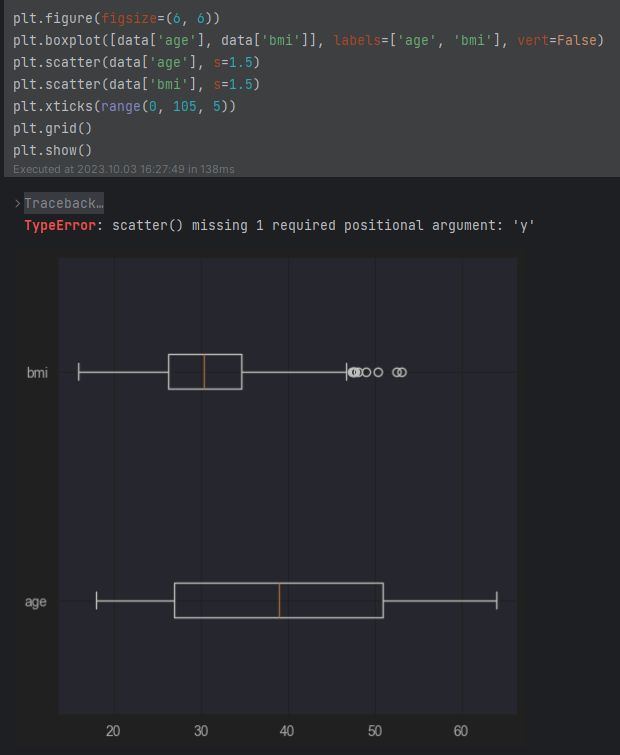 plt.figure(figsize=(6, 6))
plt.boxplot([data['age'], data['bmi']], labels=['age', 'bmi'], vert=False)
plt.scatter(data['age'], s=1.5)
plt.scatter(data['bmi'], s=1.5)
plt.xticks(range(0, 105, 5))
plt.grid()
plt.show()
Executed at 2023.10.03 16:27:49 in 138ms
Traceback…
TypeError: scatter() missing 1 required positional argument: 'y'
bmi
age
20 30 40 50 60